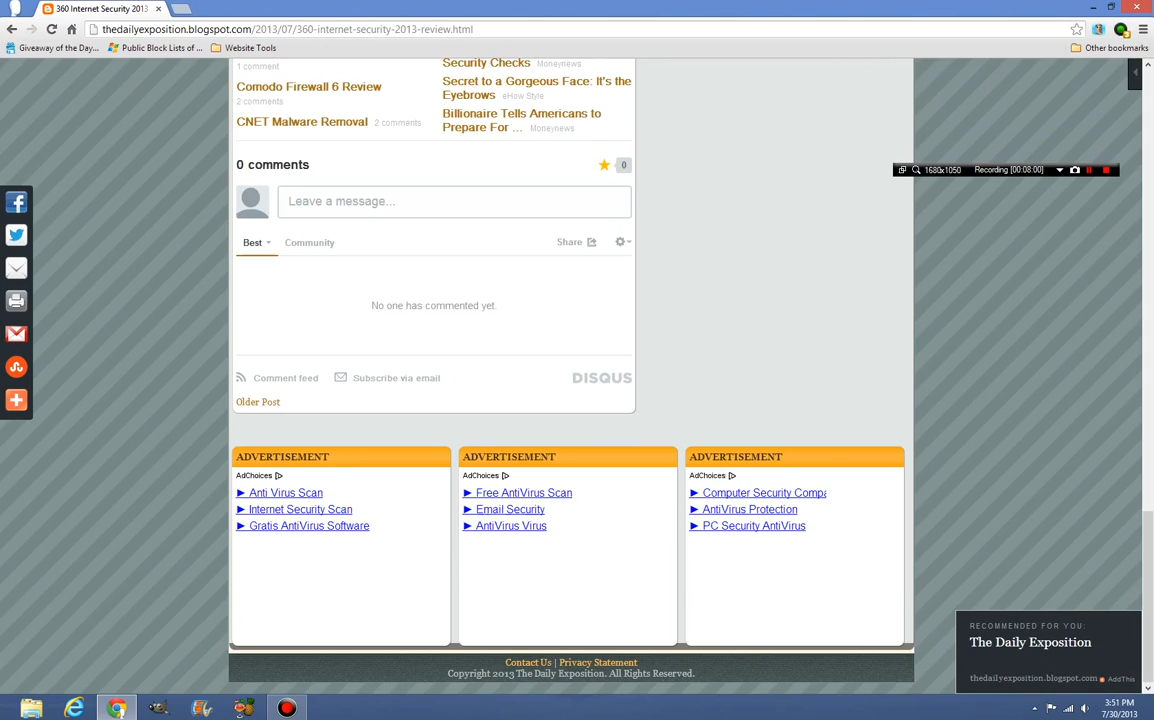 360 Internet Security 2013
thedailyexposition.blogspot.com/2013/07/360-internet-security-2013-review.html
Giveaway of the Day...
Public Block Lists of ...
Website Tools
Other bookmarks
1 comment
Comodo Firewall 6 Review
2 comments
CNET Malware Removal 2 comments
Security Checks Moneynews
Secret to a Gorgeous Face: It's the
Eyebrows eHow Style
Billionaire Tells Americans to
Prepare For ... Moneynews
0 comments
0
1680x1050 Recording [00:08:00]
Leave a message...
Best
Community
Share
No one has commented yet.
Comment feed
Subscribe via email
DISQUS
Older Post
ADVERTISEMENT
AdChoices
► Anti Virus Scan
► Internet Security Scan
► Gratis AntiVirus Software
ADVERTISEMENT
AdChoices
► Free AntiVirus Scan
► Email Security
► AntiVirus Virus
ADVERTISEMENT
AdChoices
► Computer Security Compa
► AntiVirus Protection
► PC Security AntiVirus
RECOMMENDED FOR YOU:
The Daily Exposition
thedailyexposition.blogspot.com AddThis
Contact Us | Privacy Statement
Copyright 2013 The Daily Exposition. All Rights Reserved.
3:51 PM
7/30/2013